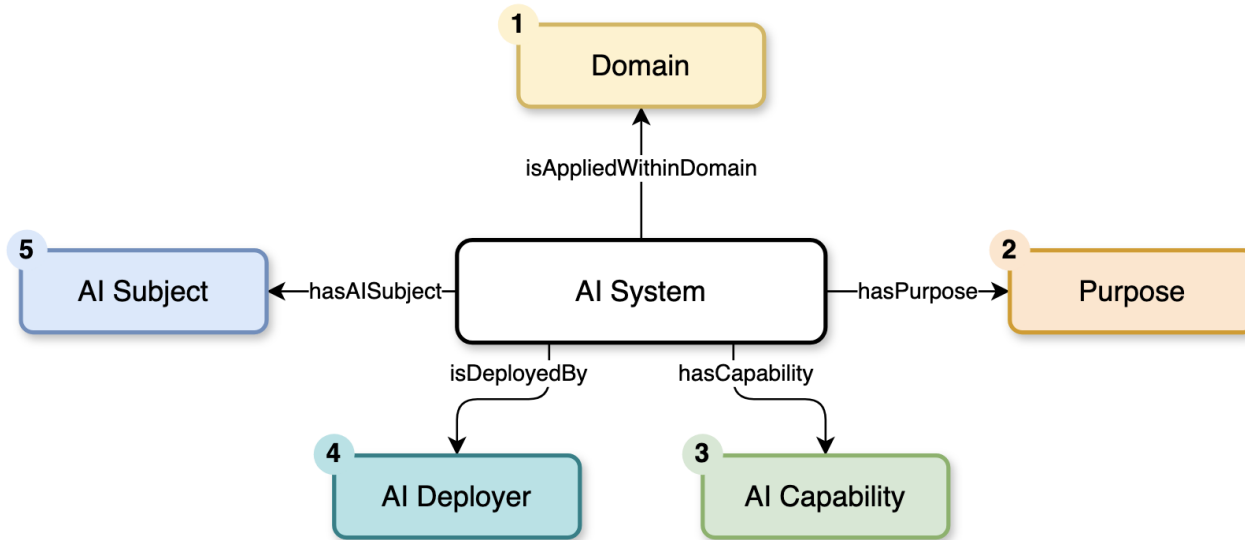 1
Domain
isAppliedWithinDomain
5
AI Subject
hasAISubject
AI System
hasPurpose
2
Purpose
isDeployedBy
hasCapability
4
AI Deployer
3
AI Capability